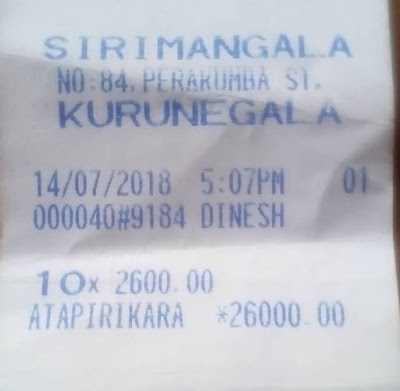 SIRIMANGALA
NO:84,PERAKUMBA ST,
KURUNEGALA
14/07/2018 5:07PM 01
000040#9184 DINESH
10x 2600.00
ATAPIRIKARA *26000.00